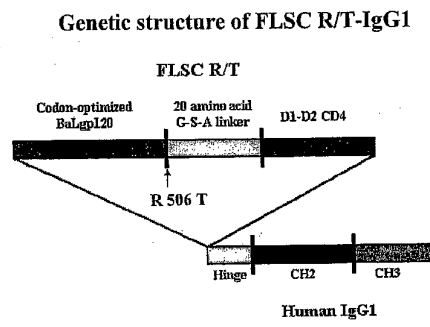 Genetic structure of FLSC R/T-IgG1
FLSC R/T
Codon-optimized
BaLgp120
20 amino acid
G-S-A linker
D1-D2 CD4
R 506 T
Hinge
CH2
CH3
Human IgG1